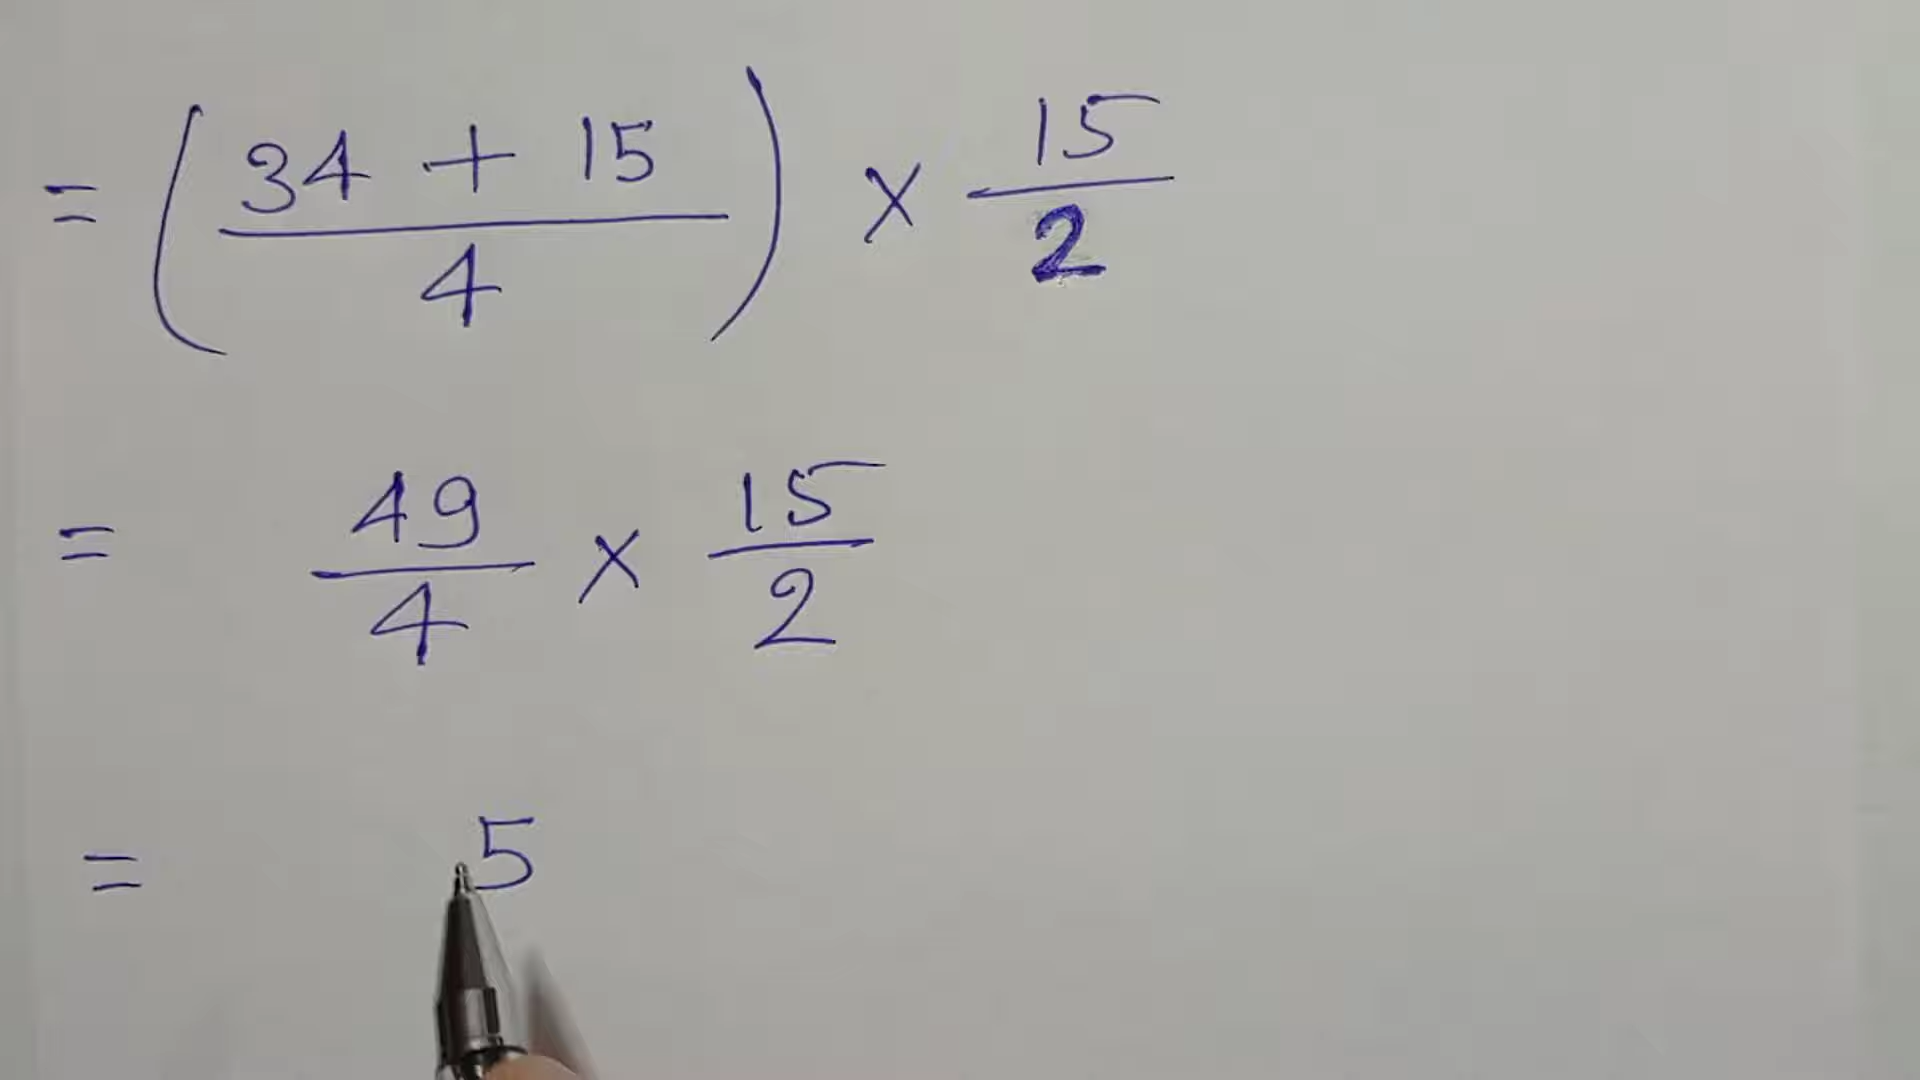 = ( 34 + 15 / 4 ) × 15 / 2
= 49 / 4 × 15 / 2
= 5